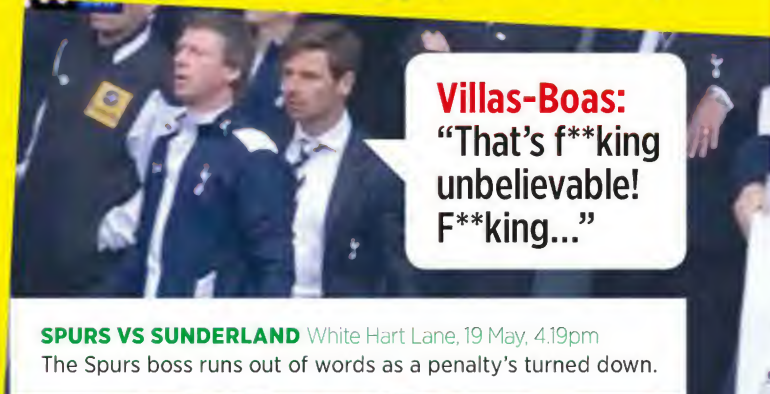 Villas-Boas:
“That’s f**king
unbelievable!
F**king...”
SPURS VS SUNDERLAND White Hart Lane, 19 May, 4.19pm
The Spurs boss runs out of words as a penalty’s turned down.